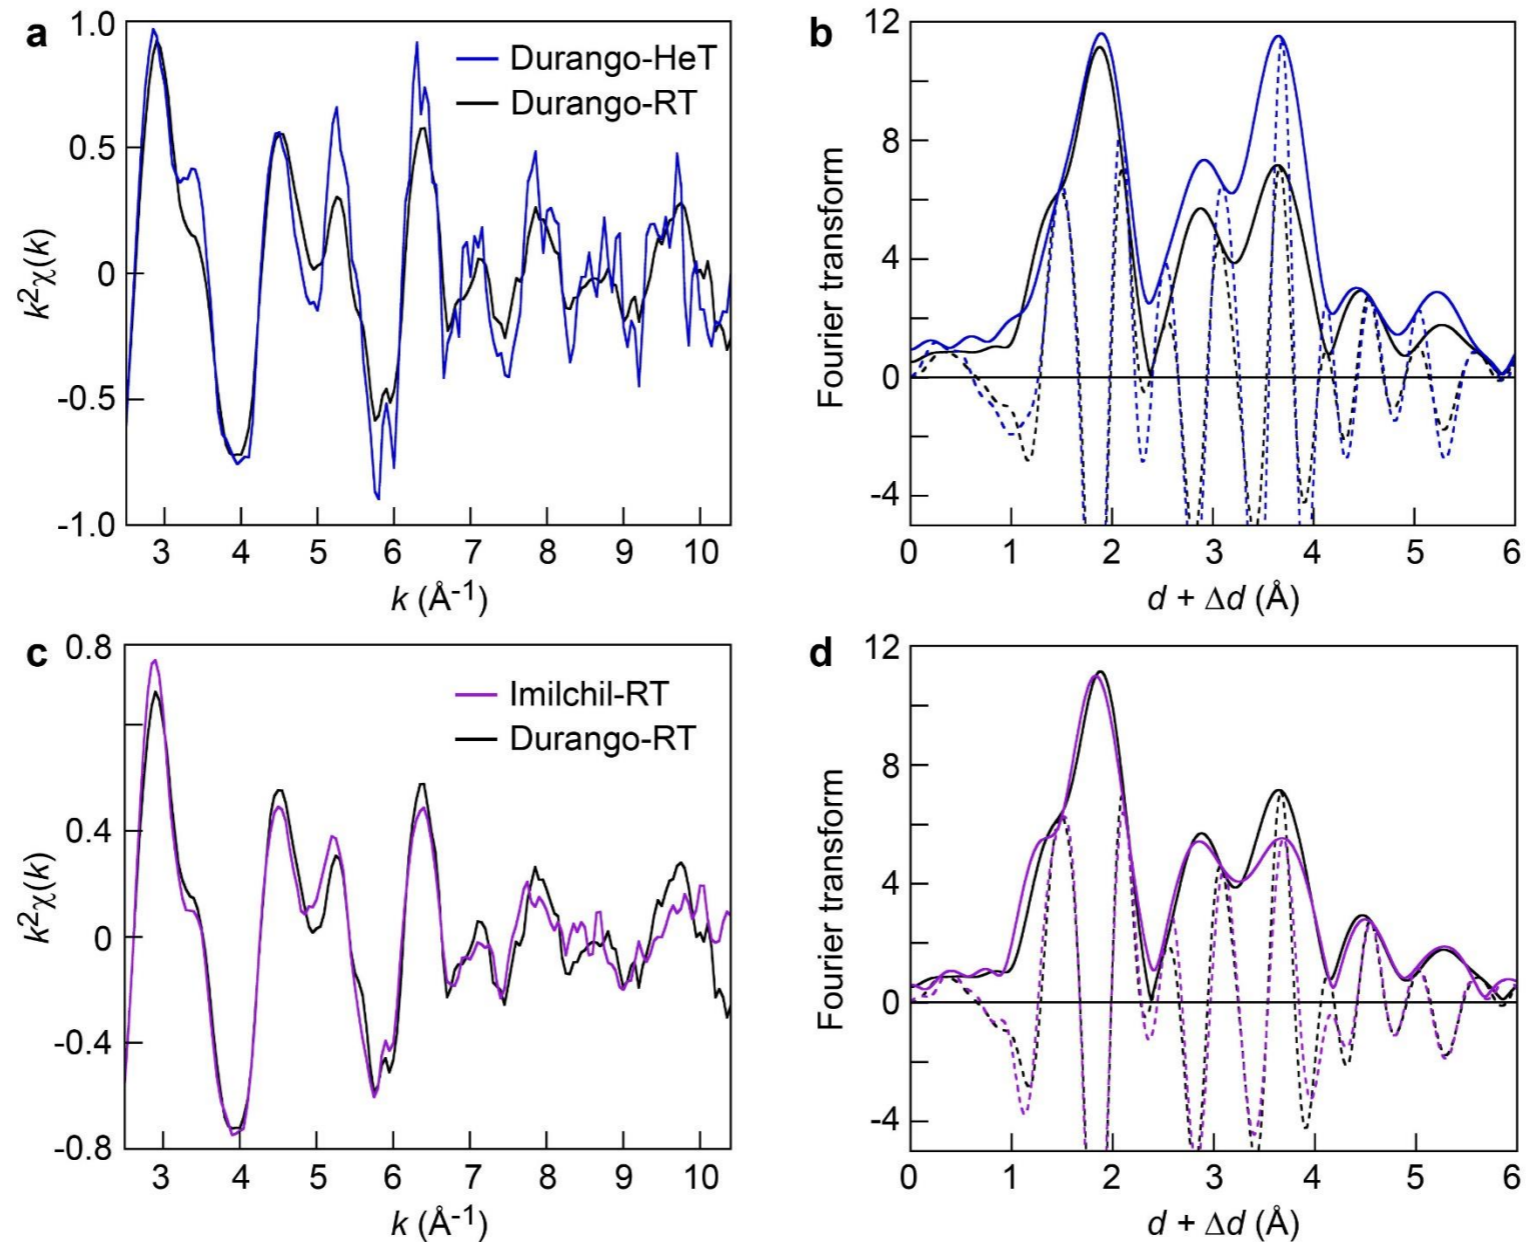 a
1.0
0.5
0
-0.5
-1.0
k²χ(k)
Durango-HeT
Durango-RT
3 4 5 6 7 8 9 10
k (Å⁻¹)
b
12
8
4
0
-4
Fourier transform
0 1 2 3 4 5 6
d + Δd (Å)
c
0.8
0.4
0
-0.4
-0.8
k²χ(k)
Imilchil-RT
Durango-RT
3 4 5 6 7 8 9 10
k (Å⁻¹)
d
12
8
4
0
-4
Fourier transform
0 1 2 3 4 5 6
d + Δd (Å)